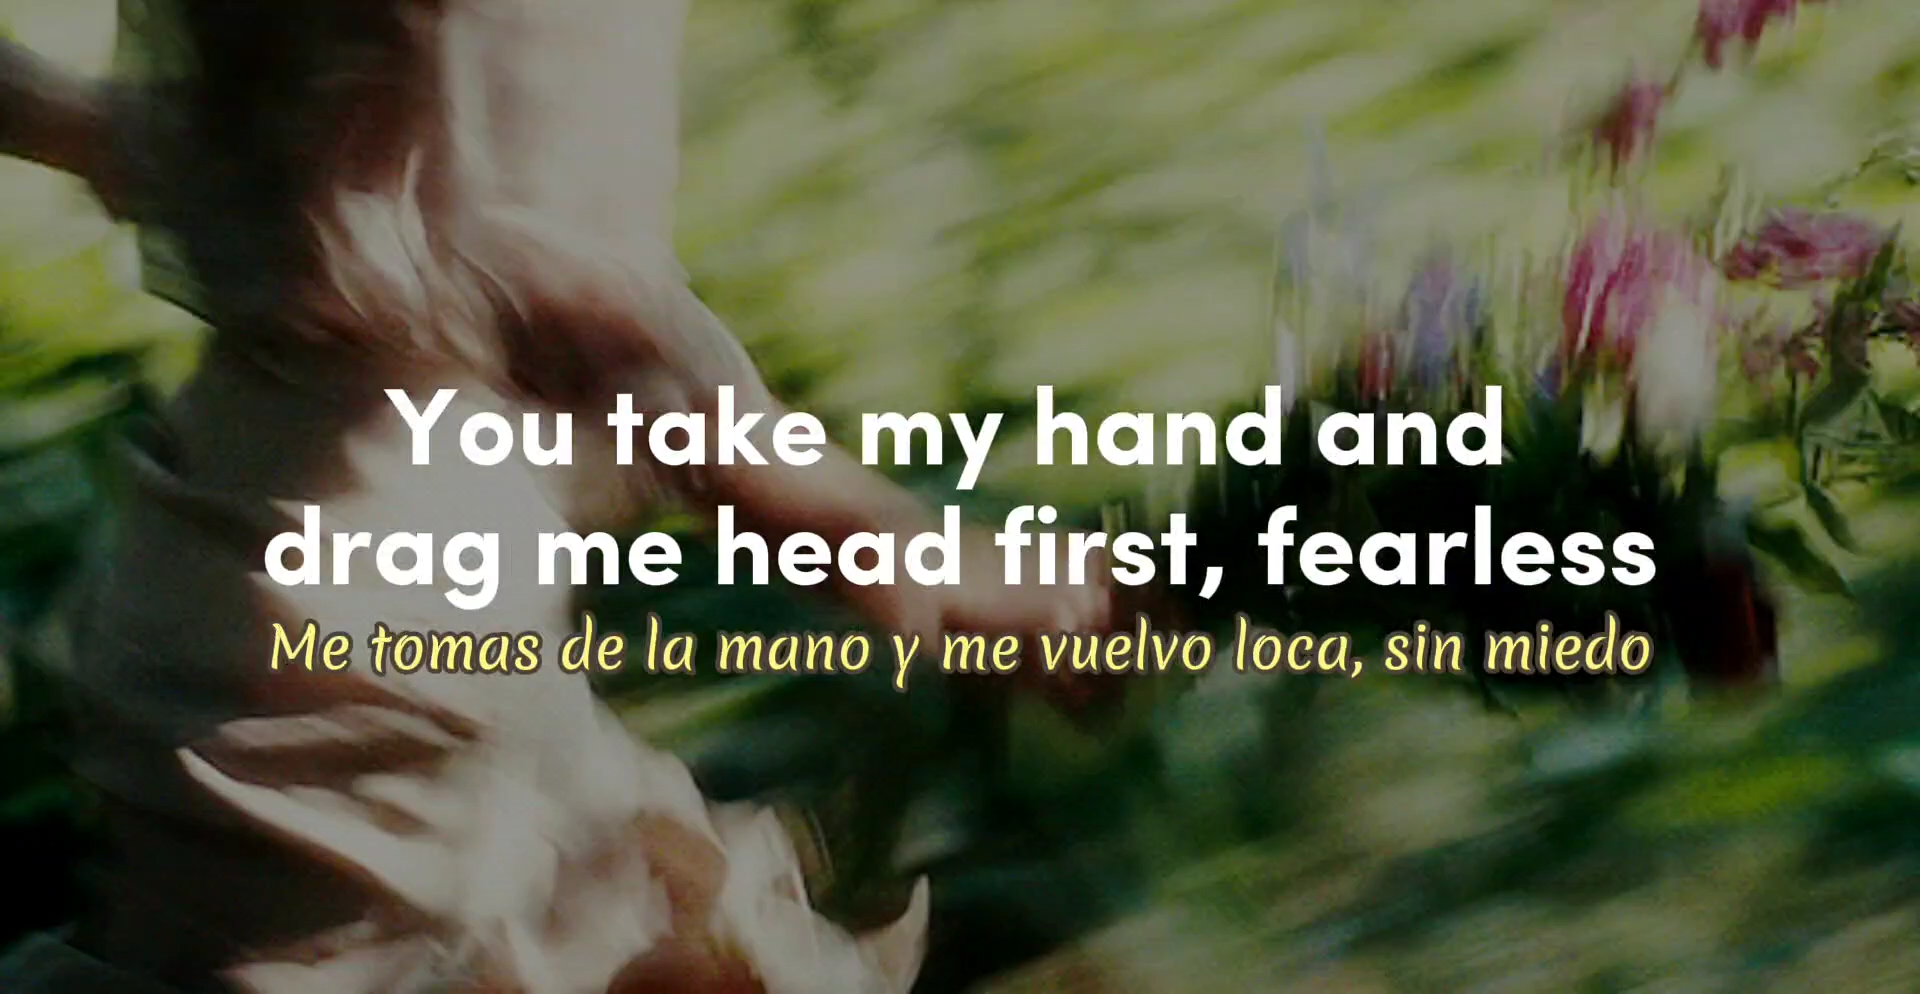 You take my hand and
drag me head first, fearless
Me tomas de la mano y me vuelvo loca, sin miedo